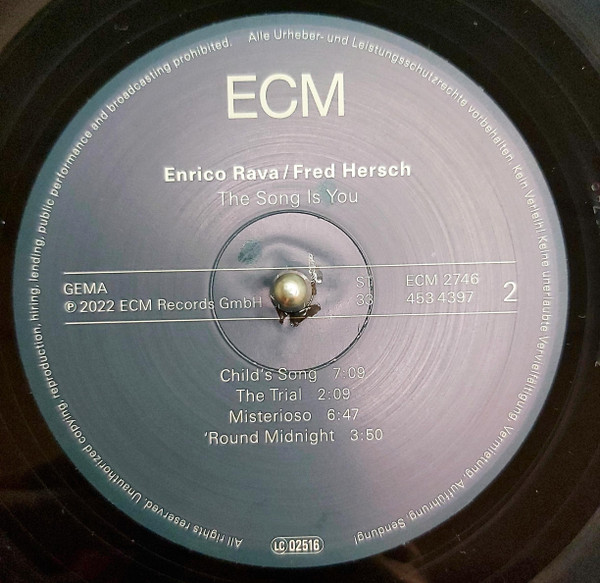 ECM
Enrico Rava/Fred Hersch
The Song Is You
GEMA
℗ 2022 ECM Records GmbH
ST
33
ECM 2746
453 4397
2
Child's Song 7:09
The Trial 2:09
Misterioso 6:47
'Round Midnight 3:50
LC 02516
Alle Urheber- und Leistungsschutzrechte vorbehalten. Kein Verleih! Keine unerlaubte Vervielfältigung, Vermietung, Aufführung, Sendung!
All rights reserved. Unauthorized copying, reproduction, hiring, lending, public performance and broadcasting prohibited.